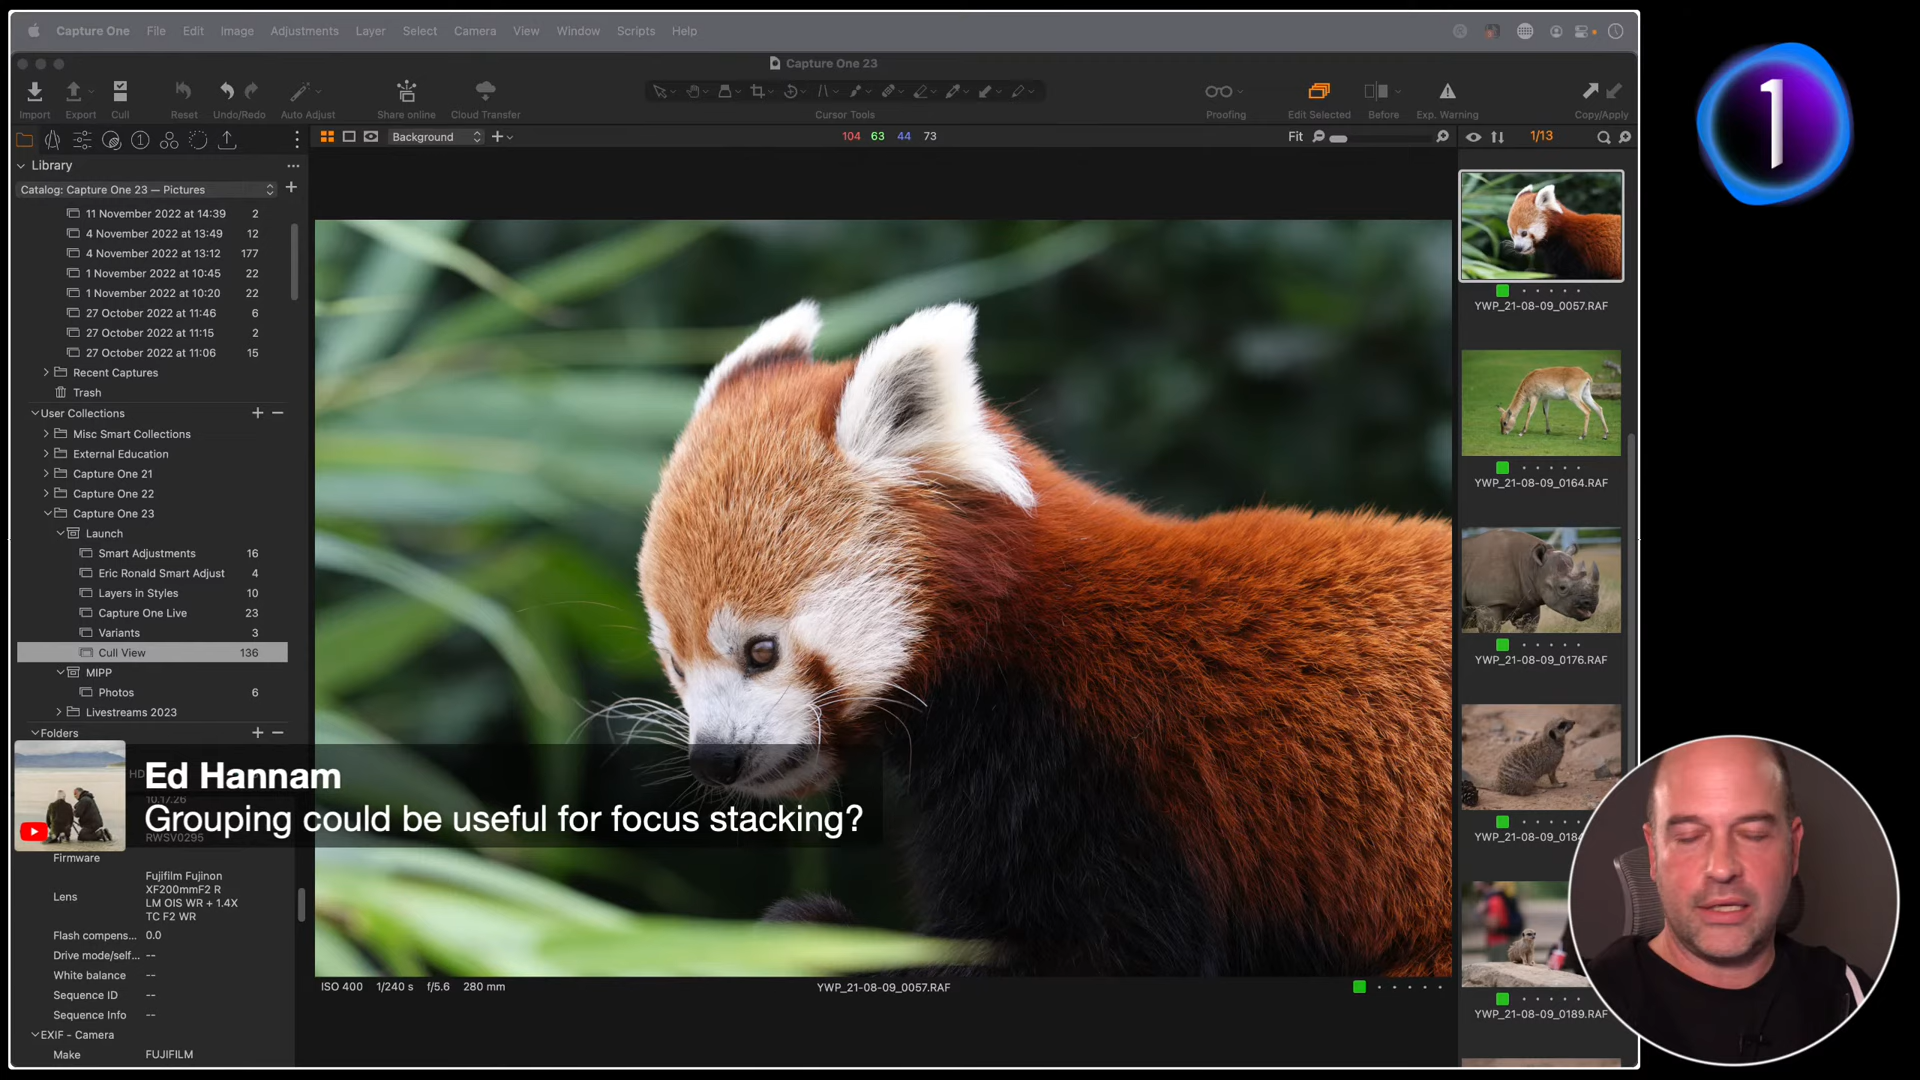 Capture One File Edit Image Adjustments Layer Select Camera View Window Scripts Help
Capture One 23
Import Export Cull Reset Undo/Redo Auto Adjust Share online Cloud Transfer Cursor Tools Proofing Edit Selected Before Exp. Warning Copy/Apply
Background 104 63 44 73 Fit 1/13
Library
Catalog: Capture One 23 — Pictures
11 November 2022 at 14:39 2
4 November 2022 at 13:49 12
4 November 2022 at 13:12 177
1 November 2022 at 10:45 22
1 November 2022 at 10:20 22
27 October 2022 at 11:46 6
27 October 2022 at 11:15 2
27 October 2022 at 11:06 15
Recent Captures
Trash
User Collections
Misc Smart Collections
External Education
Capture One 21
Capture One 22
Capture One 23
Launch
Smart Adjustments 16
Eric Ronald Smart Adjust 4
Layers in Styles 10
Capture One Live 23
Variants 3
Cull View 136
MIPP
Photos 6
Livestreams 2023
Folders
HD
Ed Hannam
10.17.26
Grouping could be useful for focus stacking?
RWSV0295
Firmware
Lens Fujifilm Fujinon
XF200mmF2 R
LM OIS WR + 1.4X
TC F2 WR
Flash compens... 0.0
Drive mode/self... --
White balance --
Sequence ID --
Sequence Info --
EXIF - Camera
Make FUJIFILM
ISO 400 1/240 s f/5.6 280 mm
YWP_21-08-09_0057.RAF
YWP_21-08-09_0057.RAF
YWP_21-08-09_0164.RAF
YWP_21-08-09_0176.RAF
YWP_21-08-09_0184
YWP_21-08-09_0189.RAF
1